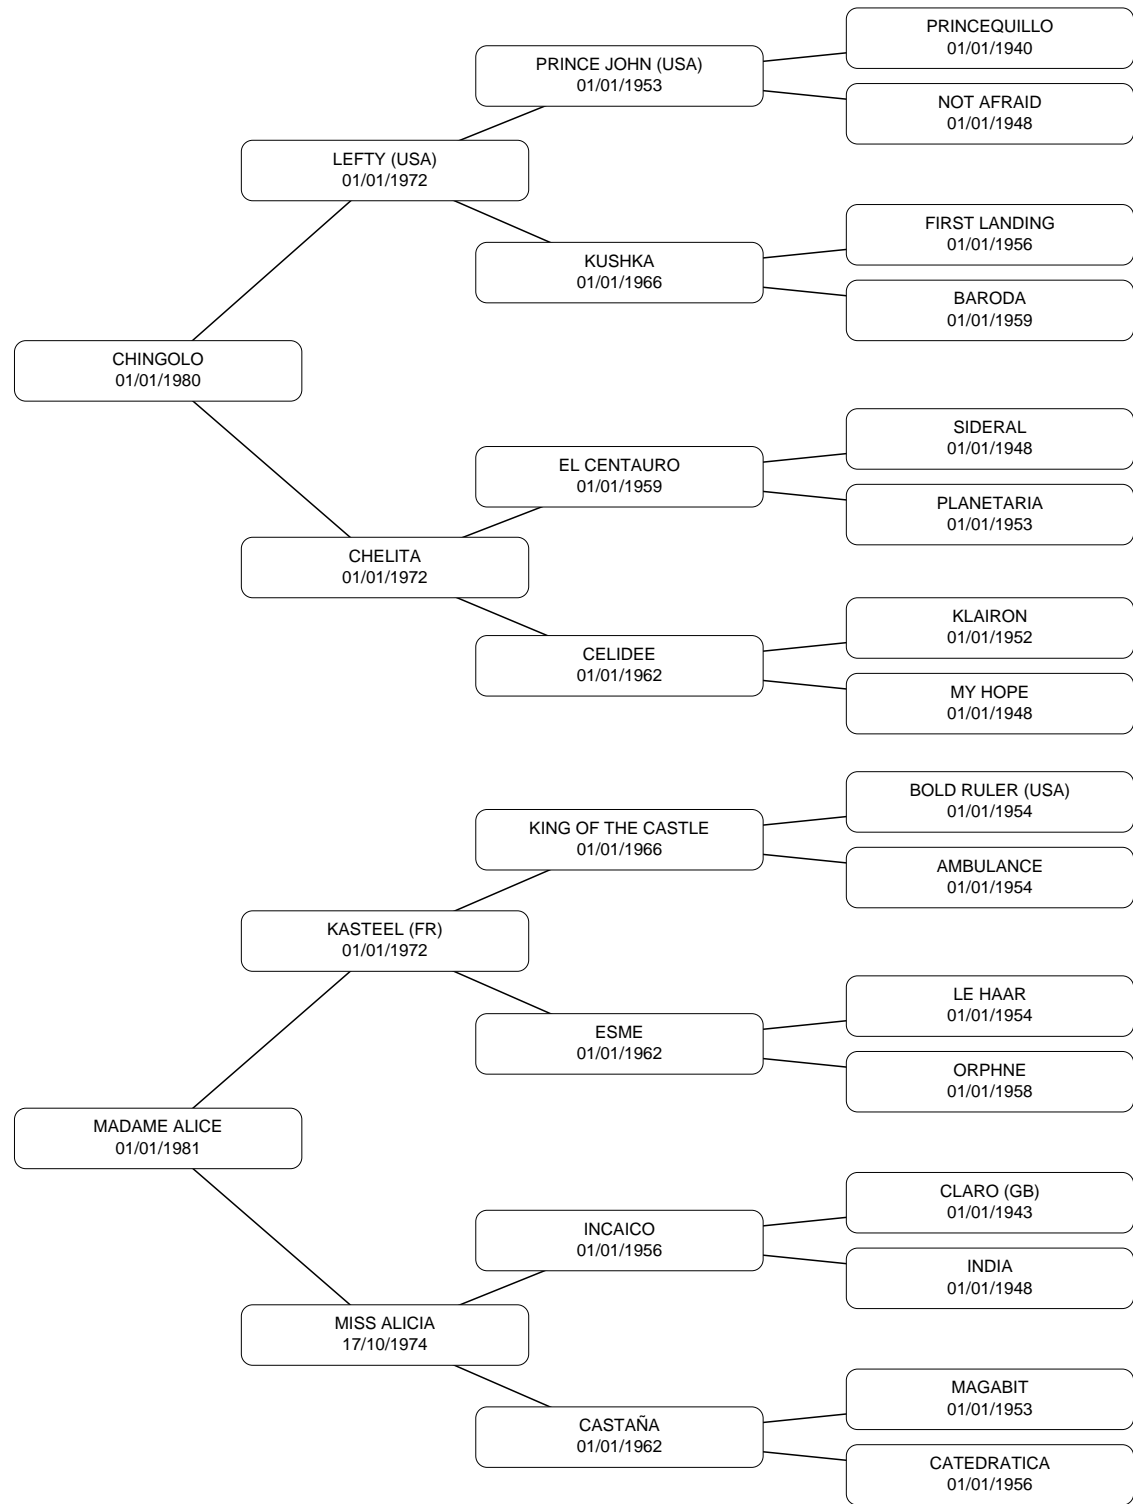 PRINCEQUILLO
01/01/1940
PRINCE JOHN (USA)
01/01/1953
NOT AFRAID
01/01/1948
LEFTY (USA)
01/01/1972
FIRST LANDING
01/01/1956
KUSHKA
01/01/1966
BARODA
01/01/1959
CHINGOLO
01/01/1980
SIDERAL
01/01/1948
EL CENTAURO
01/01/1959
PLANETARIA
01/01/1953
CHELITA
01/01/1972
KLAIRON
01/01/1952
CELIDEE
01/01/1962
MY HOPE
01/01/1948
BOLD RULER (USA)
01/01/1954
KING OF THE CASTLE
01/01/1966
AMBULANCE
01/01/1954
KASTEEL (FR)
01/01/1972
LE HAAR
01/01/1954
ESME
01/01/1962
ORPHNE
01/01/1958
MADAME ALICE
01/01/1981
CLARO (GB)
01/01/1943
INCAICO
01/01/1956
INDIA
01/01/1948
MISS ALICIA
17/10/1974
MAGABIT
01/01/1953
CASTAÑA
01/01/1962
CATEDRATICA
01/01/1956